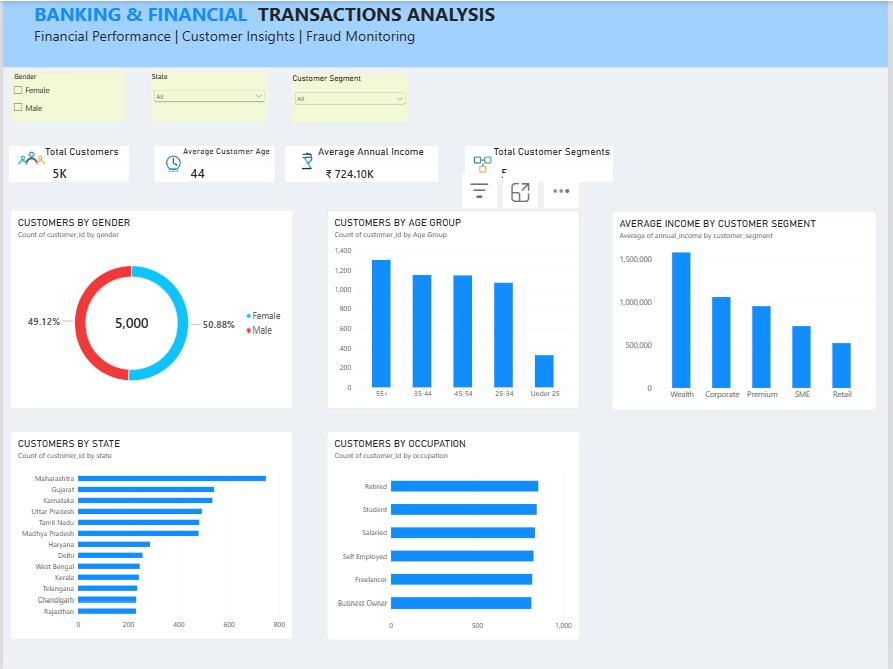 BANKING & FINANCIAL TRANSACTIONS ANALYSIS
Financial Performance | Customer Insights | Fraud Monitoring
Gender
Female
Male
State
All
Customer Segment
All
Total Customers
5K
Average Customer Age
44
Average Annual Income
₹ 724.10K
Total Customer Segments
CUSTOMERS BY GENDER
Count of customer_id by gender
49.12%
5,000
50.88%
Female
Male
CUSTOMERS BY AGE GROUP
Count of customer_id by Age Group
1,400
1,200
1,000
800
600
400
200
0
55+ 35-44 45-54 25-34 Under 25
AVERAGE INCOME BY CUSTOMER SEGMENT
Average of annual_income by customer_segment
1,500,000
1,000,000
500,000
0
Wealth Corporate Premium SME Retail
CUSTOMERS BY STATE
Count of customer_id by state
Maharashtra
Gujarat
Karnataka
Uttar Pradesh
Tamil Nadu
Madhya Pradesh
Haryana
Delhi
West Bengal
Kerala
Telangana
Chandigarh
Rajasthan
0 200 400 600 800
CUSTOMERS BY OCCUPATION
Count of customer_id by occupation
Retired
Student
Salaried
Self Employed
Freelancer
Business Owner
0 500 1,000